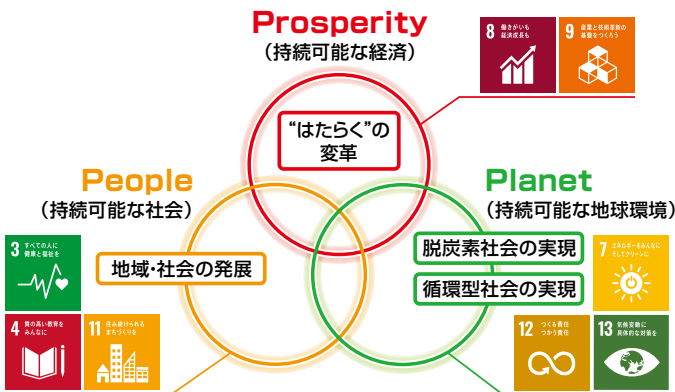 Prosperity
(持続可能な経済)
8 働きがいも
経済成長も
9 産業と技術革新の
基盤をつくろう
“はたらく”の
変革
People
(持続可能な社会)
Planet
(持続可能な地球環境)
3 すべての人に
健康と福祉を
地域・社会の発展
脱炭素社会の実現
循環型社会の実現
7 エネルギーをみんなに
そしてクリーンに
4 質の高い教育を
みんなに
11 住み続けられる
まちづくりを
12 つくる責任
つかう責任
13 気候変動に
具体的な対策を